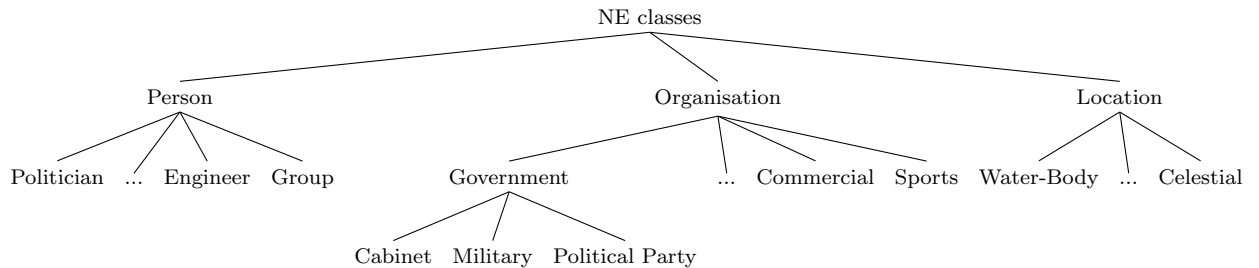 NE classes
Person Organisation Location
Politician ... Engineer Group Government ... Commercial Sports Water-Body ... Celestial
Cabinet Military Political Party